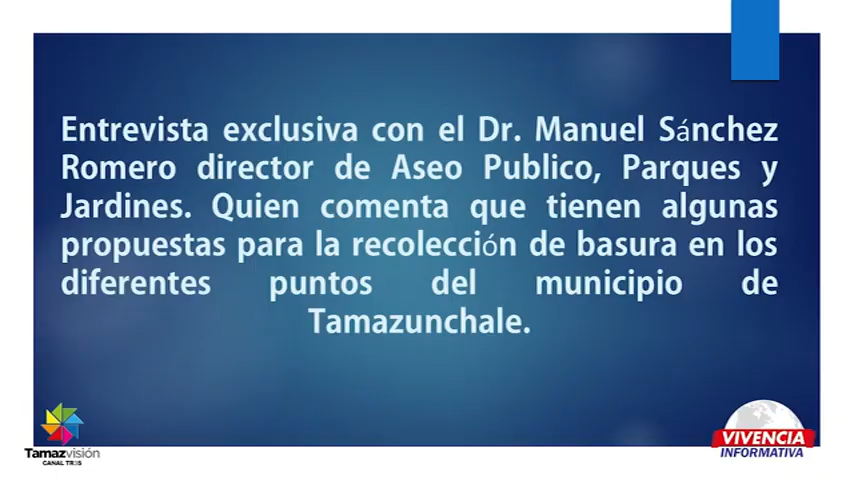 Entrevista exclusiva con el Dr. Manuel Sánchez
Romero director de Aseo Publico, Parques y
Jardines. Quien comenta que tienen algunas
propuestas para la recolección de basura en los
diferentes puntos del municipio de
Tamazunchale.
Tamazvisión
CANAL TR3S
VIVENCIA
INFORMATIVA